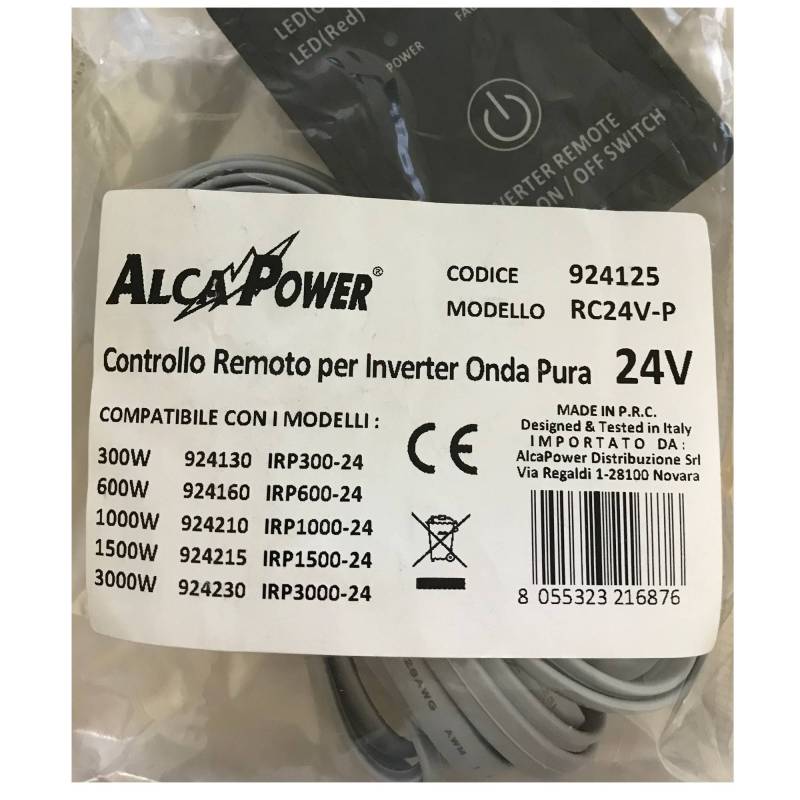 LED(Red)
POWER
INVERTER REMOTE
ON / OFF SWITCH
ALCAPOWER®
CODICE 924125
MODELLO RC24V-P
Controllo Remoto per Inverter Onda Pura 24V
COMPATIBILE CON I MODELLI :
300W 924130 IRP300-24
600W 924160 IRP600-24
1000W 924210 IRP1000-24
1500W 924215 IRP1500-24
3000W 924230 IRP3000-24
CE
MADE IN P.R.C.
Designed & Tested in Italy
IMPORTATO DA :
AlcaPower Distribuzione Srl
Via Regaldi 1-28100 Novara
8 055323 216876
28AWG
AWM